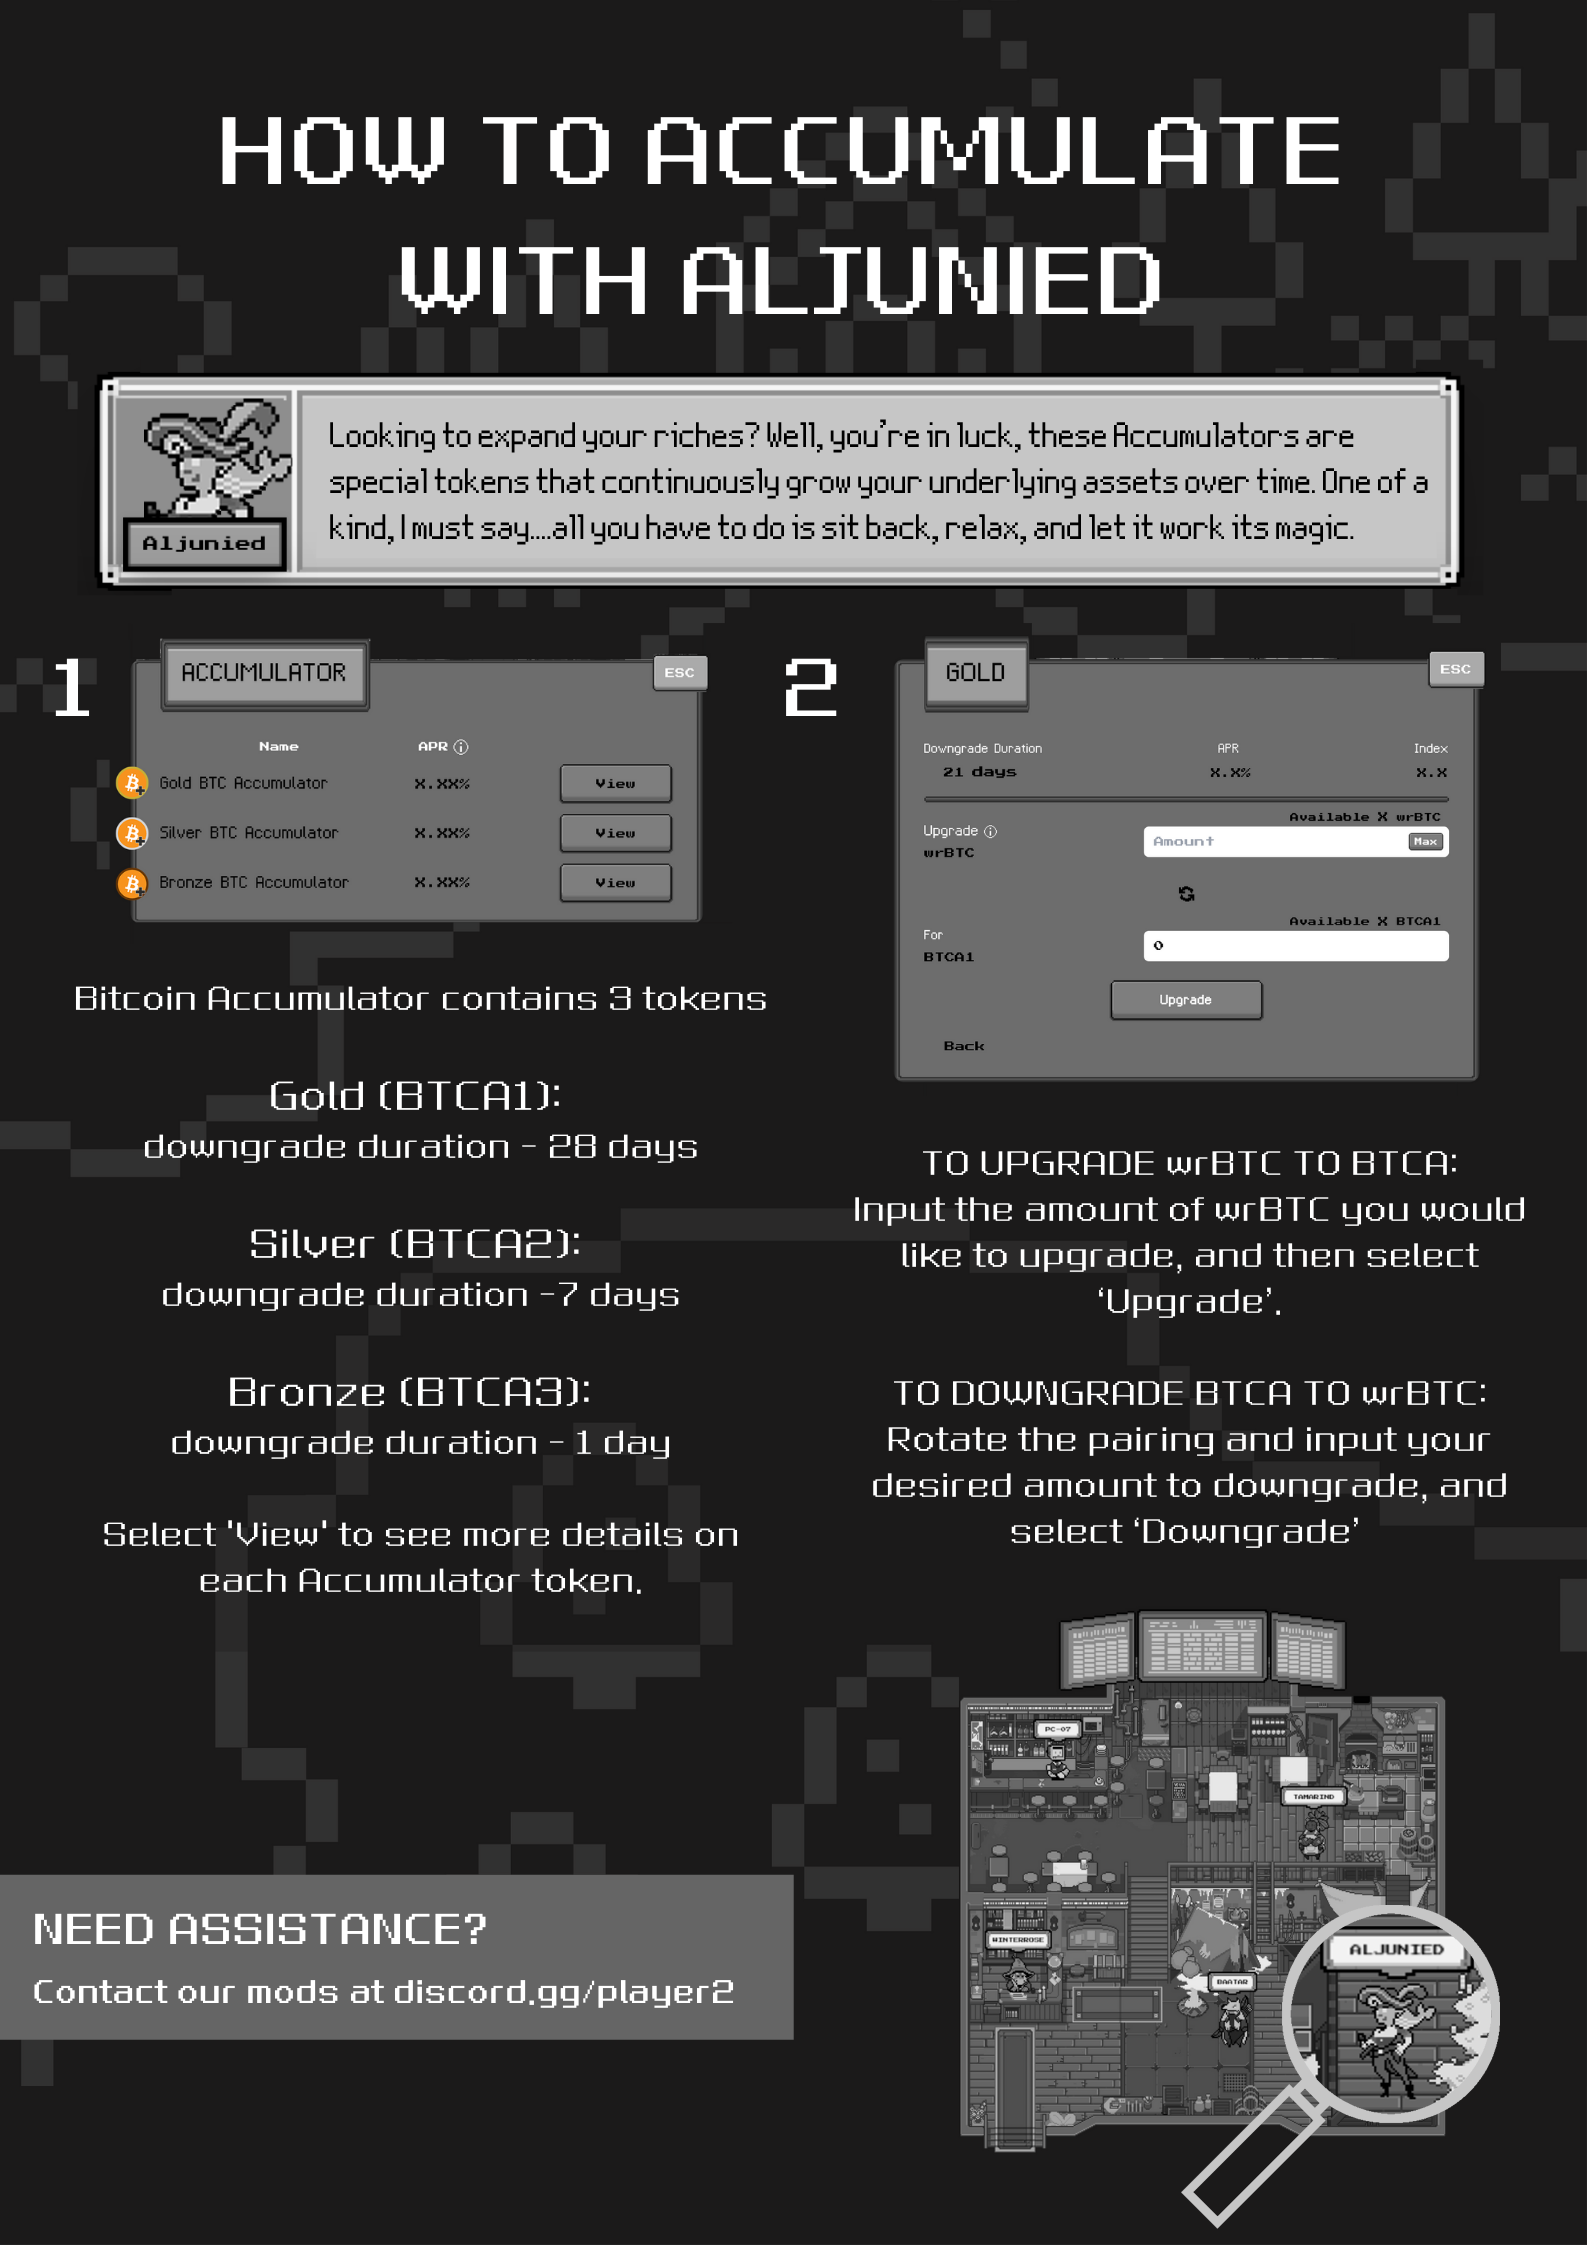 HOW TO ACCUMULATE
WITH ALJUNIED
Looking to expand your riches? Well, you're in luck, these Accumulators are
special tokens that continuously grow your underlying assets over time. One of a
kind, I must say....all you have to do is sit back, relax, and let it work its magic.
Aljunied
1
ACCUMULATOR
ESC
Name APR
Gold BTC Accumulator X.XX% View
Silver BTC Accumulator X.XX% View
Bronze BTC Accumulator X.XX% View
Bitcoin Accumulator contains 3 tokens
Gold (BTCA1):
downgrade duration - 28 days
Silver (BTCA2):
downgrade duration -7 days
Bronze (BTCA3):
downgrade duration - 1 day
Select 'View' to see more details on
each Accumulator token.
2
GOLD
ESC
Downgrade Duration APR Index
21 days X.X% X.X
Available X wrBTC
Upgrade
wrBTC
Amount Max
Available X BTCA1
For
BTCA1
0
Upgrade
Back
TO UPGRADE wrBTC TO BTCA:
Input the amount of wrBTC you would
like to upgrade, and then select
‘Upgrade’.
TO DOWNGRADE BTCA TO wrBTC:
Rotate the pairing and input your
desired amount to downgrade, and
select ‘Downgrade’
PC-07
TAMARIND
WINTERROSE
BAATAR
ALJUNIED
NEED ASSISTANCE?
Contact our mods at discord.gg/player2